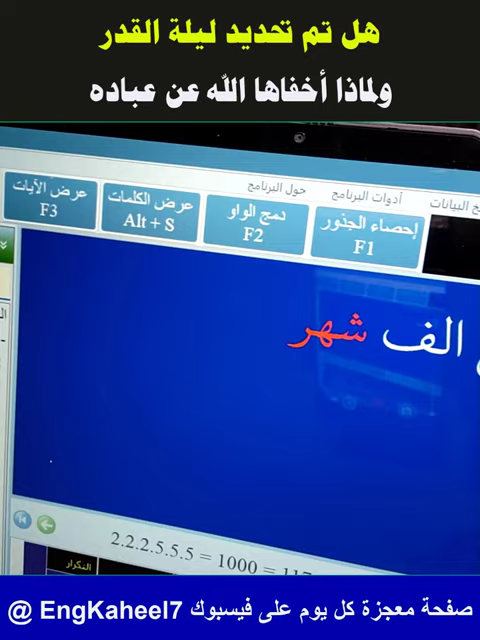 هل تم تحديد ليلة القدر
ولماذا أخفاها الله عن عباده
البيانات أدوات البرنامج حول البرنامج
إحصاء الجذور
F1
دمج الواو
F2
عرض الكلمات
Alt + S
عرض الآيات
F3
الف شهر
2.2.2.5.5.5 = 1000 =
التكرار
صفحة معجزة كل يوم على فيسبوك EngKaheel7 @